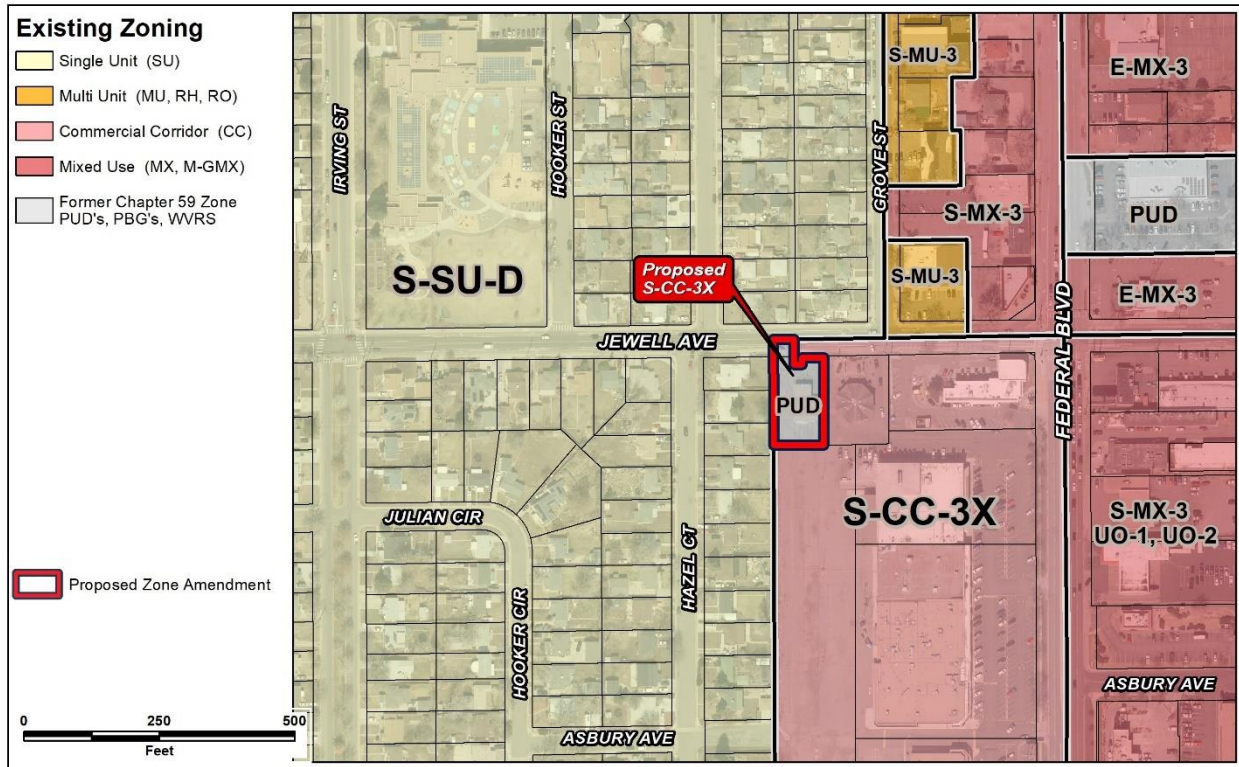 Existing Zoning
Single Unit (SU)
Multi Unit (MU, RH, RO)
Commercial Corridor (CC)
Mixed Use (MX, M-GMX)
Former Chapter 59 Zone
PUD's, PBG's, WVRS
Proposed Zone Amendment
0 250 500
Feet
IRVING ST
HOOKER ST
GROVE ST
S-MU-3
E-MX-3
S-MX-3
PUD
S-SU-D
Proposed
S-CC-3X
S-MU-3
E-MX-3
FEDERAL BLVD
JEWELL AVE
PUD
JULIAN CIR
HOOKER CIR
HAZEL CT
S-CC-3X
S-MX-3
UO-1, UO-2
ASBURY AVE
ASBURY AVE